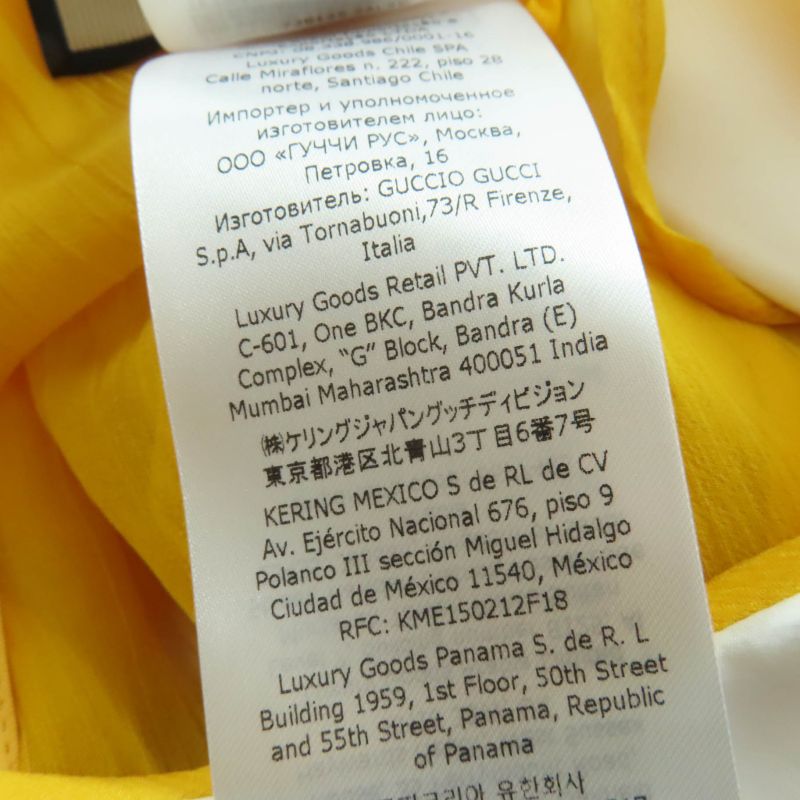 Luxury Goods Chile SPA
Calle Miraflores n. 222, piso 28
norte, Santiago Chile
Импортер и уполномоченное
изготовителем лицо:
ООО «ГУЧЧИ РУС», Москва,
Петровка, 16
Изготовитель: GUCCIO GUCCI
S.p.A, via Tornabuoni,73/R Firenze,
Italia
Luxury Goods Retail PVT. LTD.
C-601, One BKC, Bandra Kurla
Complex, “G” Block, Bandra (E)
Mumbai Maharashtra 400051 India
㈱ケリングジャパングッチディビジョン
東京都港区北青山3丁目6番7号
KERING MEXICO S de RL de CV
Av. Ejército Nacional 676, piso 9
Polanco III sección Miguel Hidalgo
Ciudad de México 11540, México
RFC: KME150212F18
Luxury Goods Panama S. de R. L
Building 1959, 1st Floor, 50th Street
and 55th Street, Panama, Republic
of Panama
유한회사